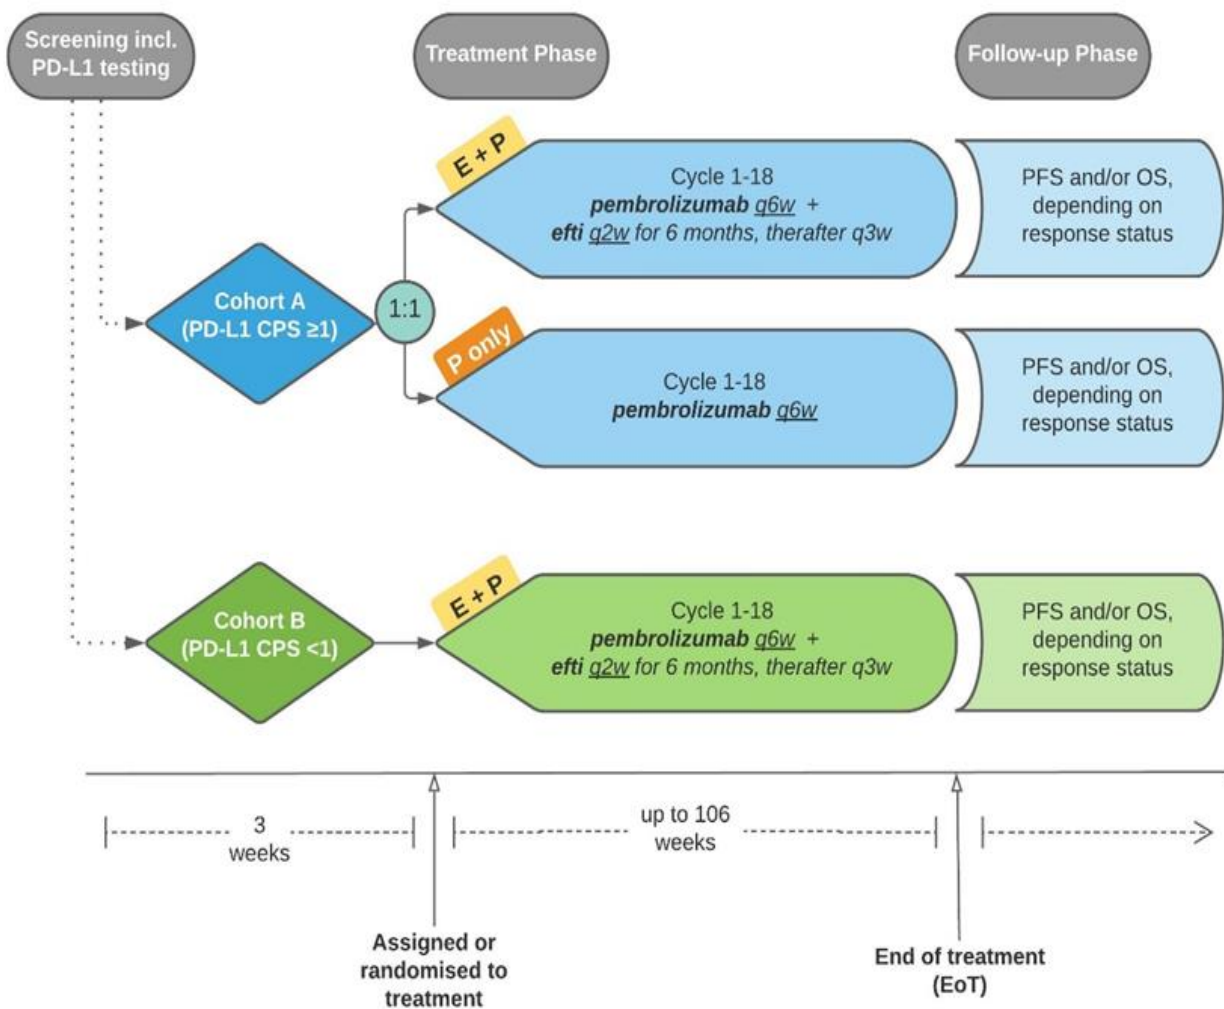 Screening incl.
PD-L1 testing
Treatment Phase
Follow-up Phase
E + P
Cycle 1-18
pembrolizumab q6w +
efti q2w for 6 months, therafter q3w
PFS and/or OS,
depending on
response status
Cohort A
(PD-L1 CPS ≥1)
1:1
P only
Cycle 1-18
pembrolizumab q6w
PFS and/or OS,
depending on
response status
Cohort B
(PD-L1 CPS <1)
E + P
Cycle 1-18
pembrolizumab q6w +
efti q2w for 6 months, therafter q3w
PFS and/or OS,
depending on
response status
3
weeks
up to 106
weeks
Assigned or
randomised to
treatment
End of treatment
(EoT)